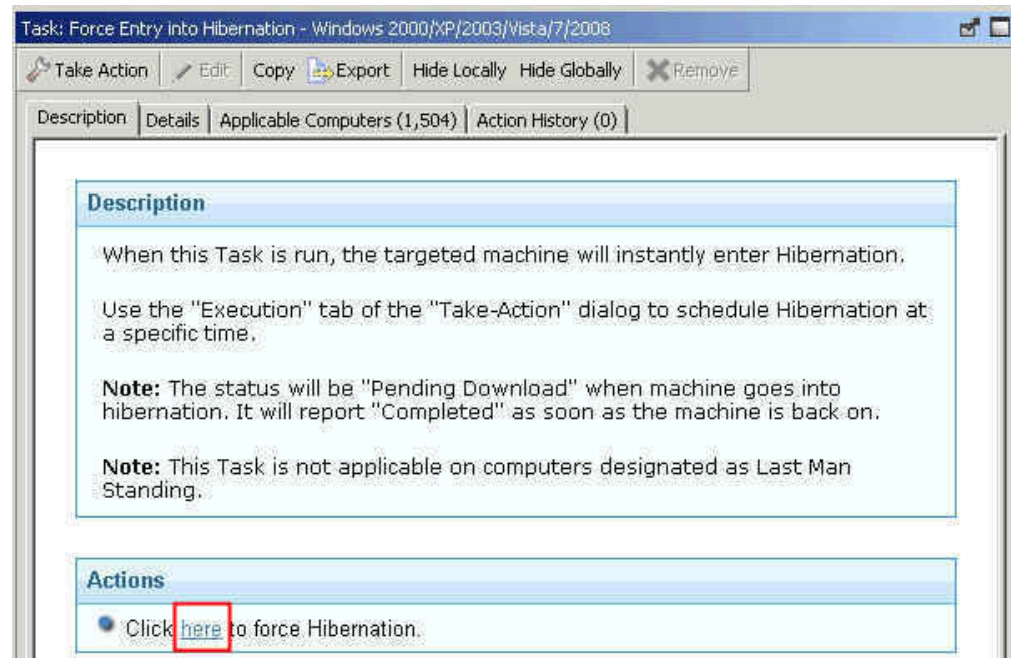 Task: Force Entry into Hibernation - Windows 2000/XP/2003/Vista/7/2008
Take Action Edit Copy Export Hide Locally Hide Globally Remove
Description Details Applicable Computers (1,504) Action History (0)
Description
When this Task is run, the targeted machine will instantly enter Hibernation.
Use the "Execution" tab of the "Take-Action" dialog to schedule Hibernation at
a specific time.
Note: The status will be "Pending Download" when machine goes into
hibernation. It will report "Completed" as soon as the machine is back on.
Note: This Task is not applicable on computers designated as Last Man
Standing.
Actions
Click here to force Hibernation.